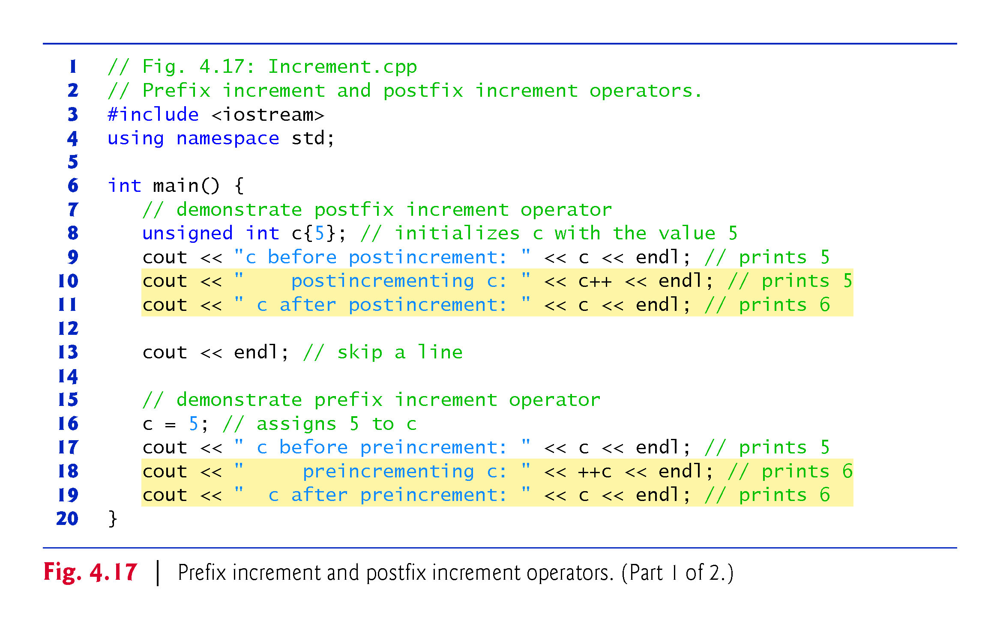 1 // Fig. 4.17: Increment.cpp
2 // Prefix increment and postfix increment operators.
3 #include <iostream>
4 using namespace std;
5
6 int main() {
7    // demonstrate postfix increment operator
8    unsigned int c{5}; // initializes c with the value 5
9    cout << "c before postincrement: " << c << endl; // prints 5
10    cout << "    postincrementing c: " << c++ << endl; // prints 5
11    cout << " c after postincrement: " << c << endl; // prints 6
12
13    cout << endl; // skip a line
14
15    // demonstrate prefix increment operator
16    c = 5; // assigns 5 to c
17    cout << " c before preincrement: " << c << endl; // prints 5
18    cout << "     preincrementing c: " << ++c << endl; // prints 6
19    cout << "  c after preincrement: " << c << endl; // prints 6
20 }
Fig. 4.17 | Prefix increment and postfix increment operators. (Part 1 of 2.)